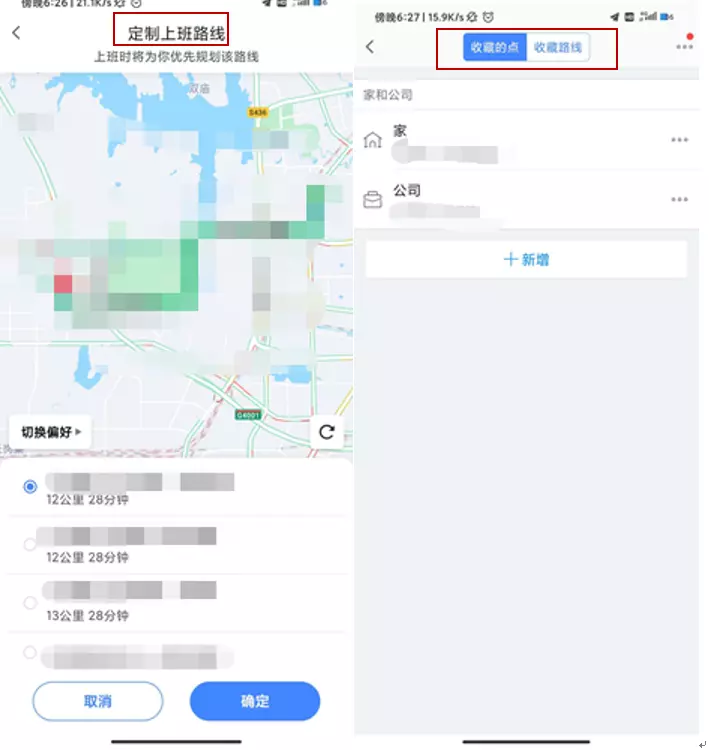 傍晚6:26 | 21.1K/s
定制上班路线
上班时将为你优先规划该路线
双庙
S436
G4001
切换偏好
12公里 28分钟
12公里 28分钟
13公里 28分钟
取消
确定
傍晚6:27 | 15.9K/s
收藏的点 收藏路线
家和公司
家
公司
+新增